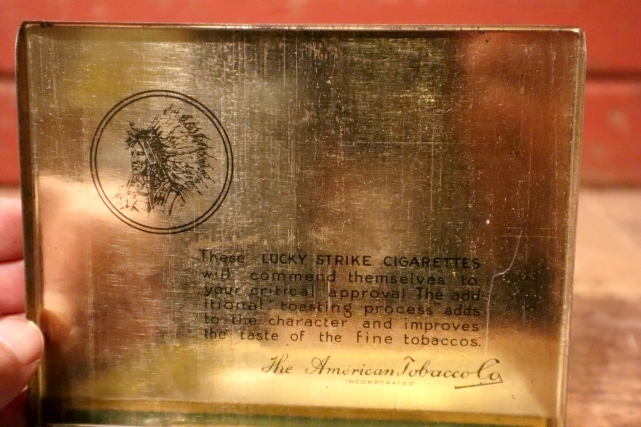 These LUCKY STRIKE CIGARETTES
will commend themselves to
your critical approval The add-
itional "toasting process" adds
to the character and improves
the taste of the fine tobaccos.
The American Tobacco Co
INCORPORATED